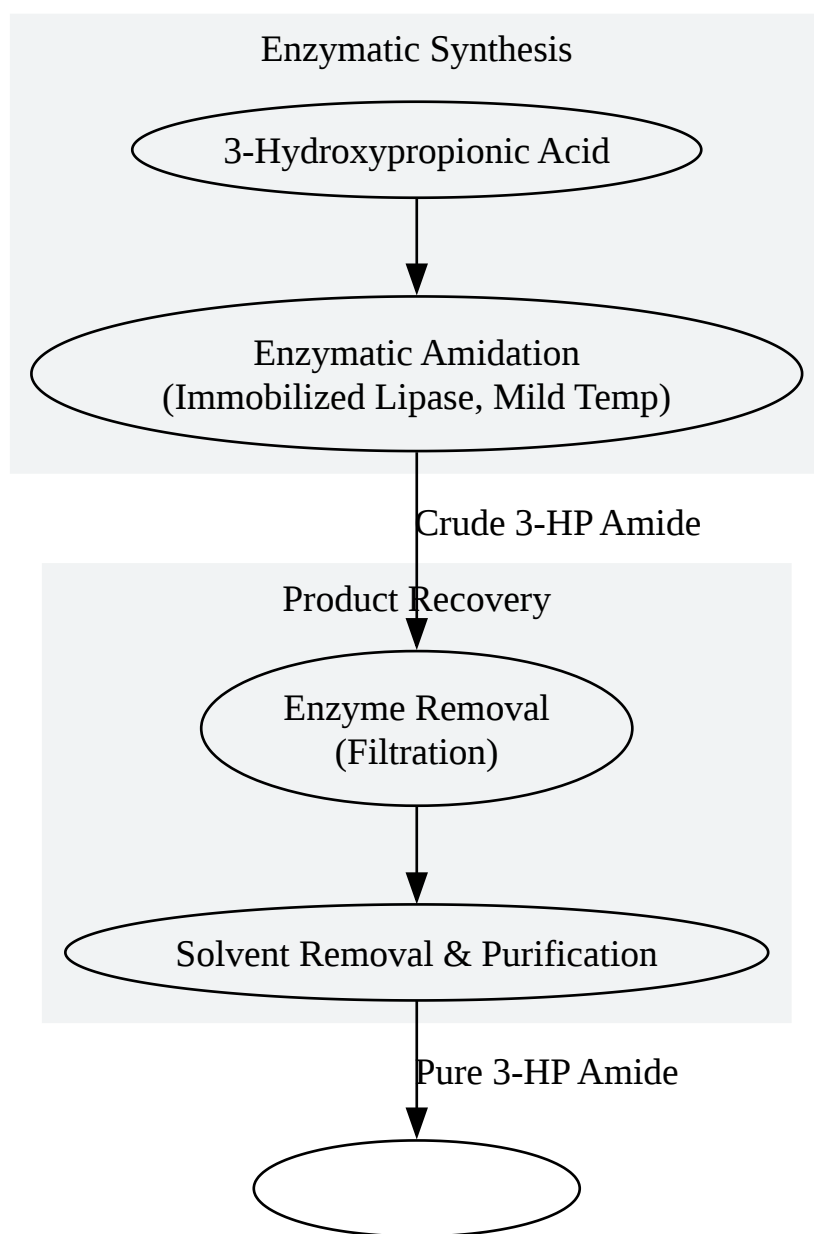 Enzymatic Synthesis
3-Hydroxypropionic Acid
Enzymatic Amidation
(Immobilized Lipase, Mild Temp)
Crude 3-HP Amide
Product Recovery
Enzyme Removal
(Filtration)
Solvent Removal & Purification
Pure 3-HP Amide